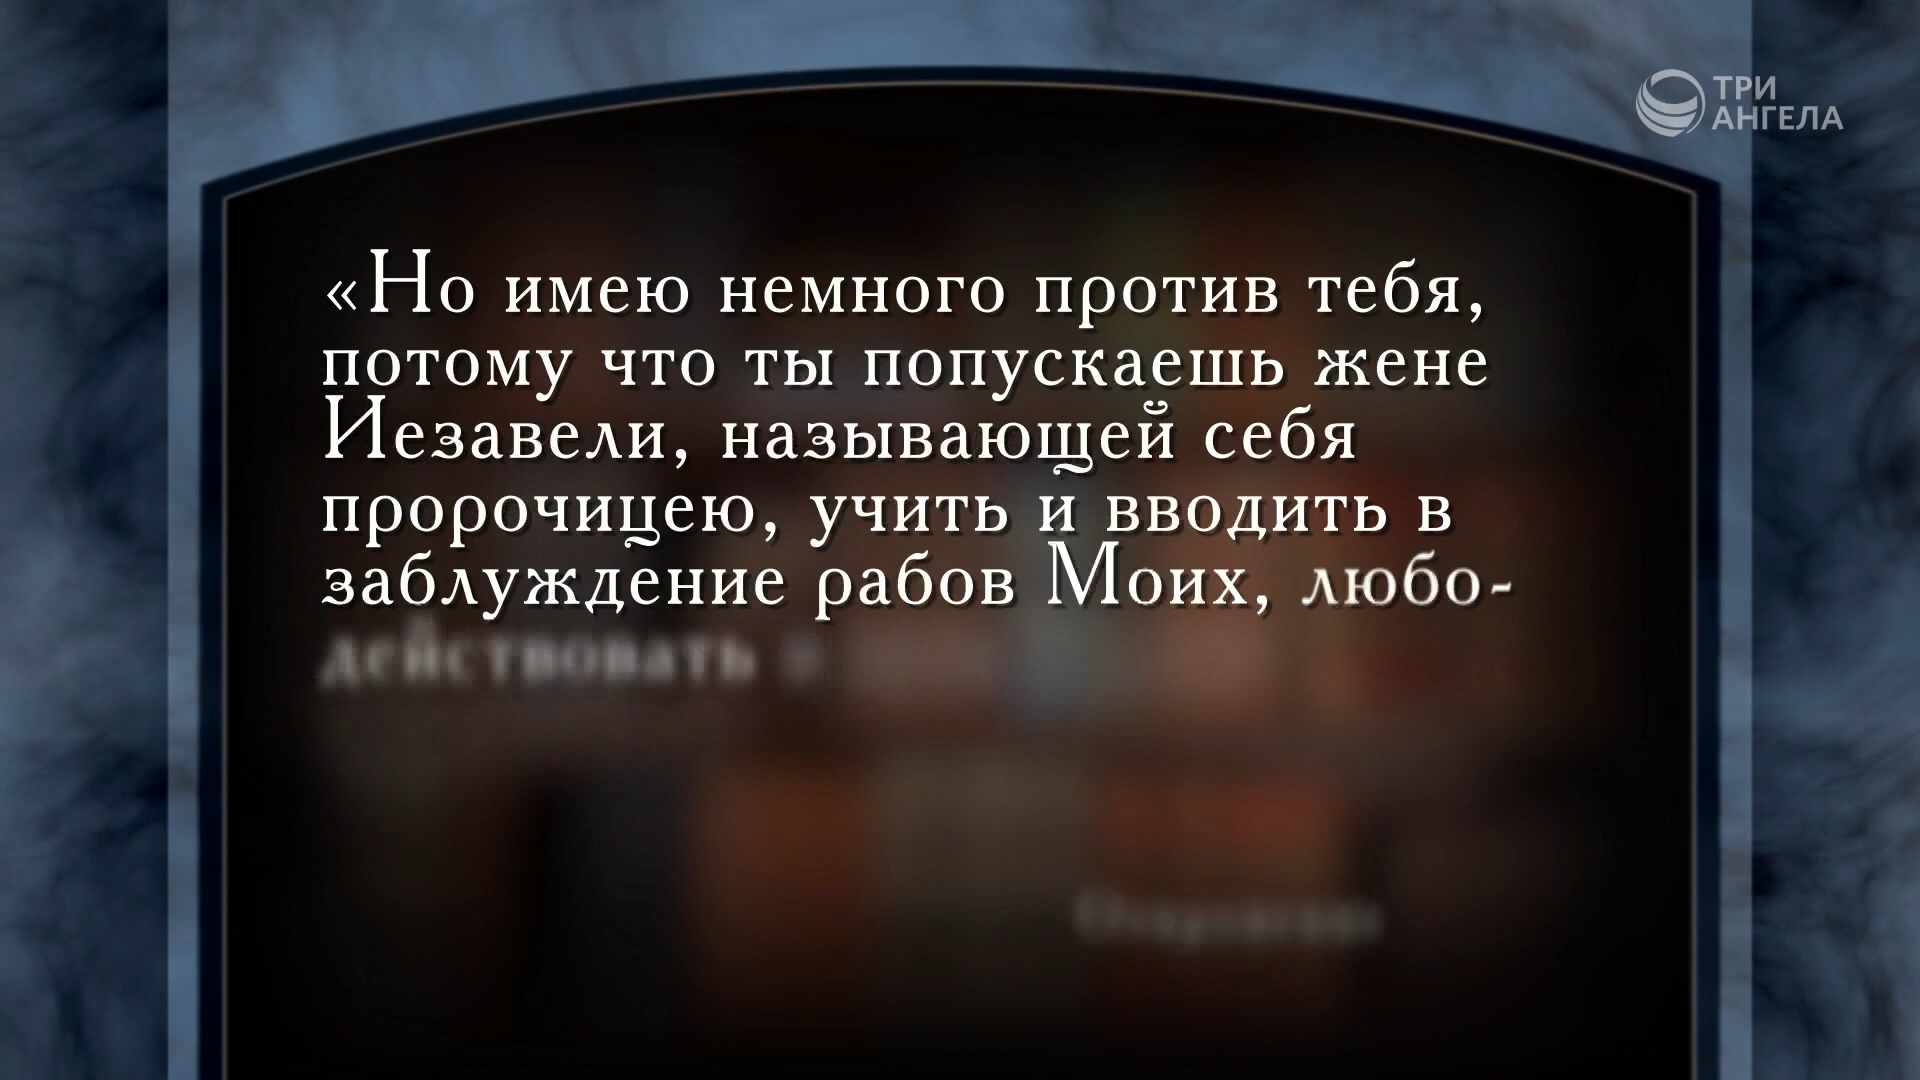 ТРИ
АНГЕЛА
«Но имею немного против тебя,
потому что ты попускаешь жене
Иезавели, называющей себя
пророчицею, учить и вводить в
заблуждение рабов Моих, любо-
действовать и